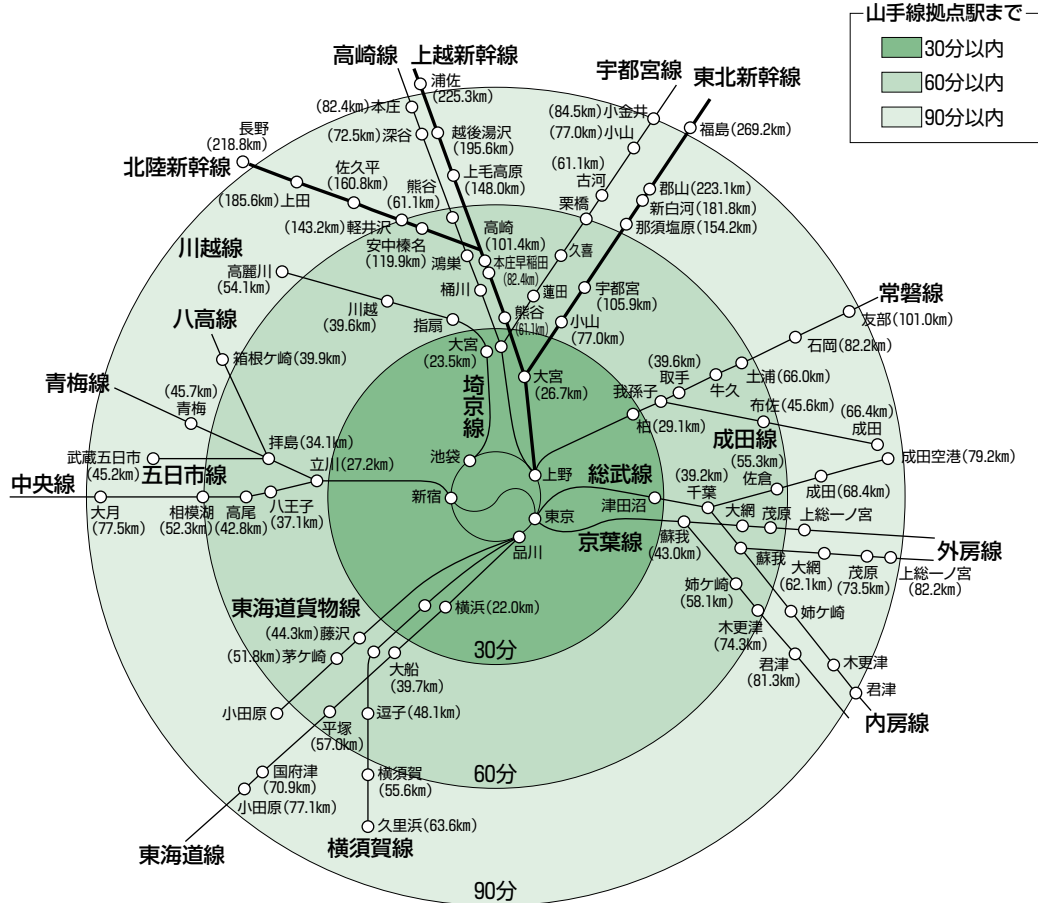 山手線拠点駅まで
30分以内
60分以内
90分以内
高崎線
上越新幹線
宇都宮線
東北新幹線
浦佐
(225.3km)
(82.4km)本庄
(72.5km)深谷
越後湯沢
(195.6km)
上毛高原
(148.0km)
(84.5km)小金井
(77.0km)小山
(61.1km)
古河
栗橋
久喜
蓮田
福島(269.2km)
郡山(223.1km)
新白河(181.8km)
那須塩原(154.2km)
宇都宮
(105.9km)
小山
(77.0km)
長野
(218.8km)
北陸新幹線
佐久平
(160.8km)
(185.6km)上田
(143.2km)軽井沢
安中榛名
(119.9km)
熊谷
(61.1km)
鴻巣
桶川
高崎
(101.4km)
本庄早稲田
(82.4km)
熊谷
(61.1km)
川越線
高麗川
(54.1km)
川越
(39.6km)
指扇
大宮
(23.5km)
大宮
(26.7km)
埼京線
八高線
箱根ケ崎(39.9km)
青梅線
(45.7km)
青梅
拝島(34.1km)
武蔵五日市
(45.2km)
五日市線
立川(27.2km)
中央線
大月
(77.5km)
相模湖
(52.3km)
高尾
(42.8km)
八王子
(37.1km)
池袋
新宿
上野
東京
品川
常磐線
友部(101.0km)
石岡(82.2km)
土浦(66.0km)
牛久
(39.6km)
取手
我孫子
柏(29.1km)
布佐(45.6km)
成田線
(66.4km)
成田
成田空港(79.2km)
成田(68.4km)
(55.3km)
佐倉
総武線
(39.2km)
千葉
津田沼
京葉線
蘇我
(43.0km)
大網
茂原
上総一ノ宮
外房線
蘇我
大網
(62.1km)
茂原
(73.5km)
上総一ノ宮
(82.2km)
姉ケ崎
(58.1km)
木更津
(74.3km)
君津
(81.3km)
姉ケ崎
木更津
君津
内房線
東海道貨物線
横浜(22.0km)
(44.3km)藤沢
(51.8km)茅ケ崎
小田原
大船
(39.7km)
逗子(48.1km)
平塚
(57.0km)
国府津
(70.9km)
小田原(77.1km)
横須賀
(55.6km)
久里浜(63.6km)
東海道線
横須賀線
30分
60分
90分